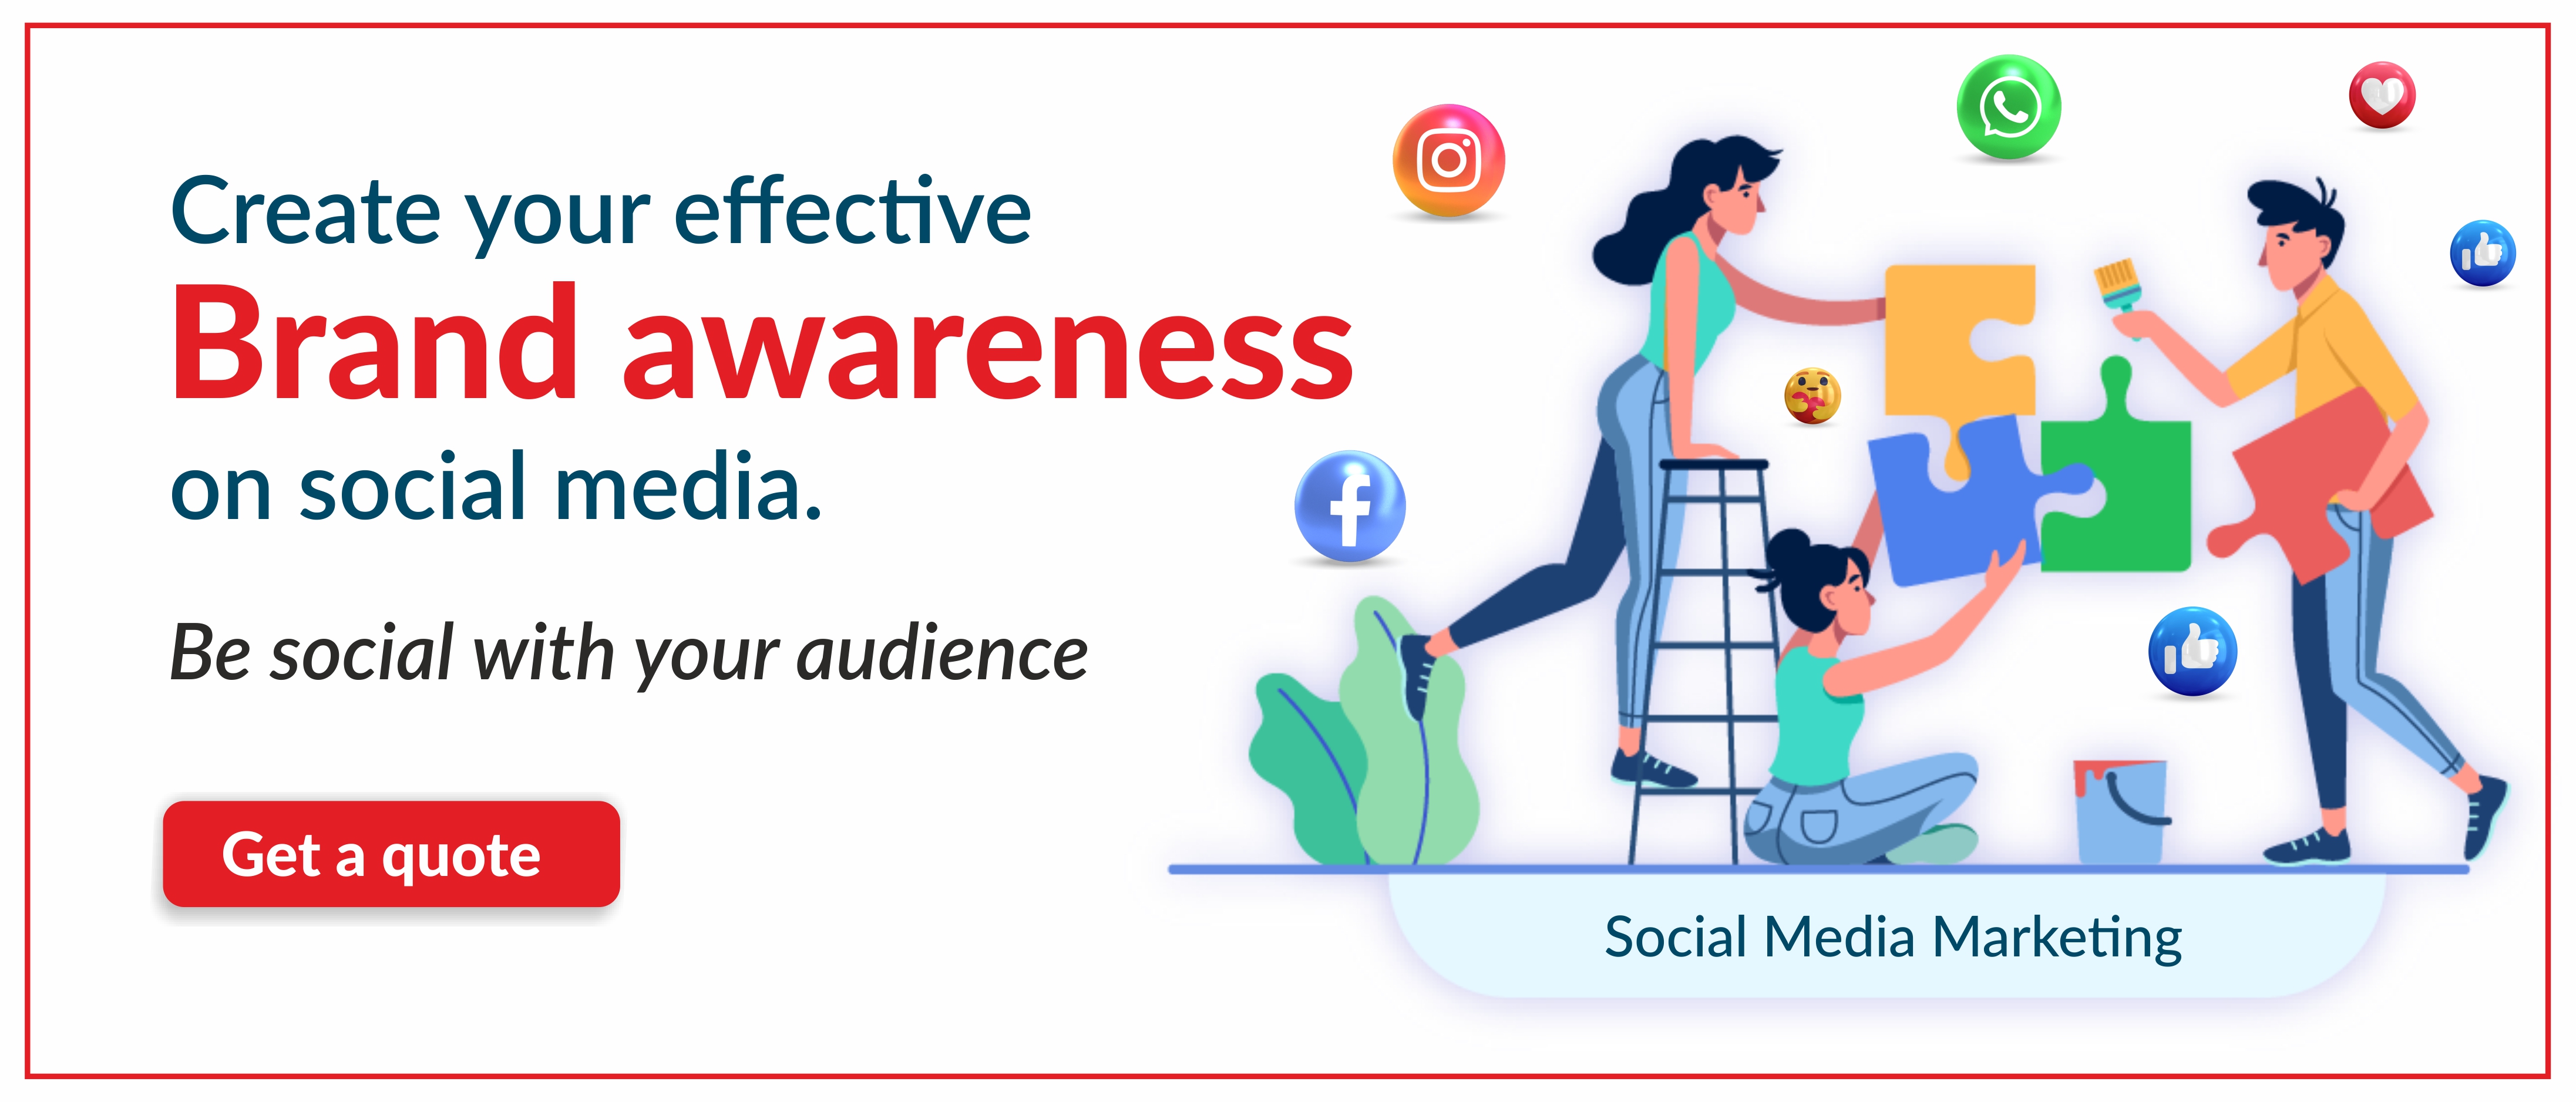 Create your effective
Brand awareness
on social media.
Be social with your audience
Get a quote
Social Media Marketing